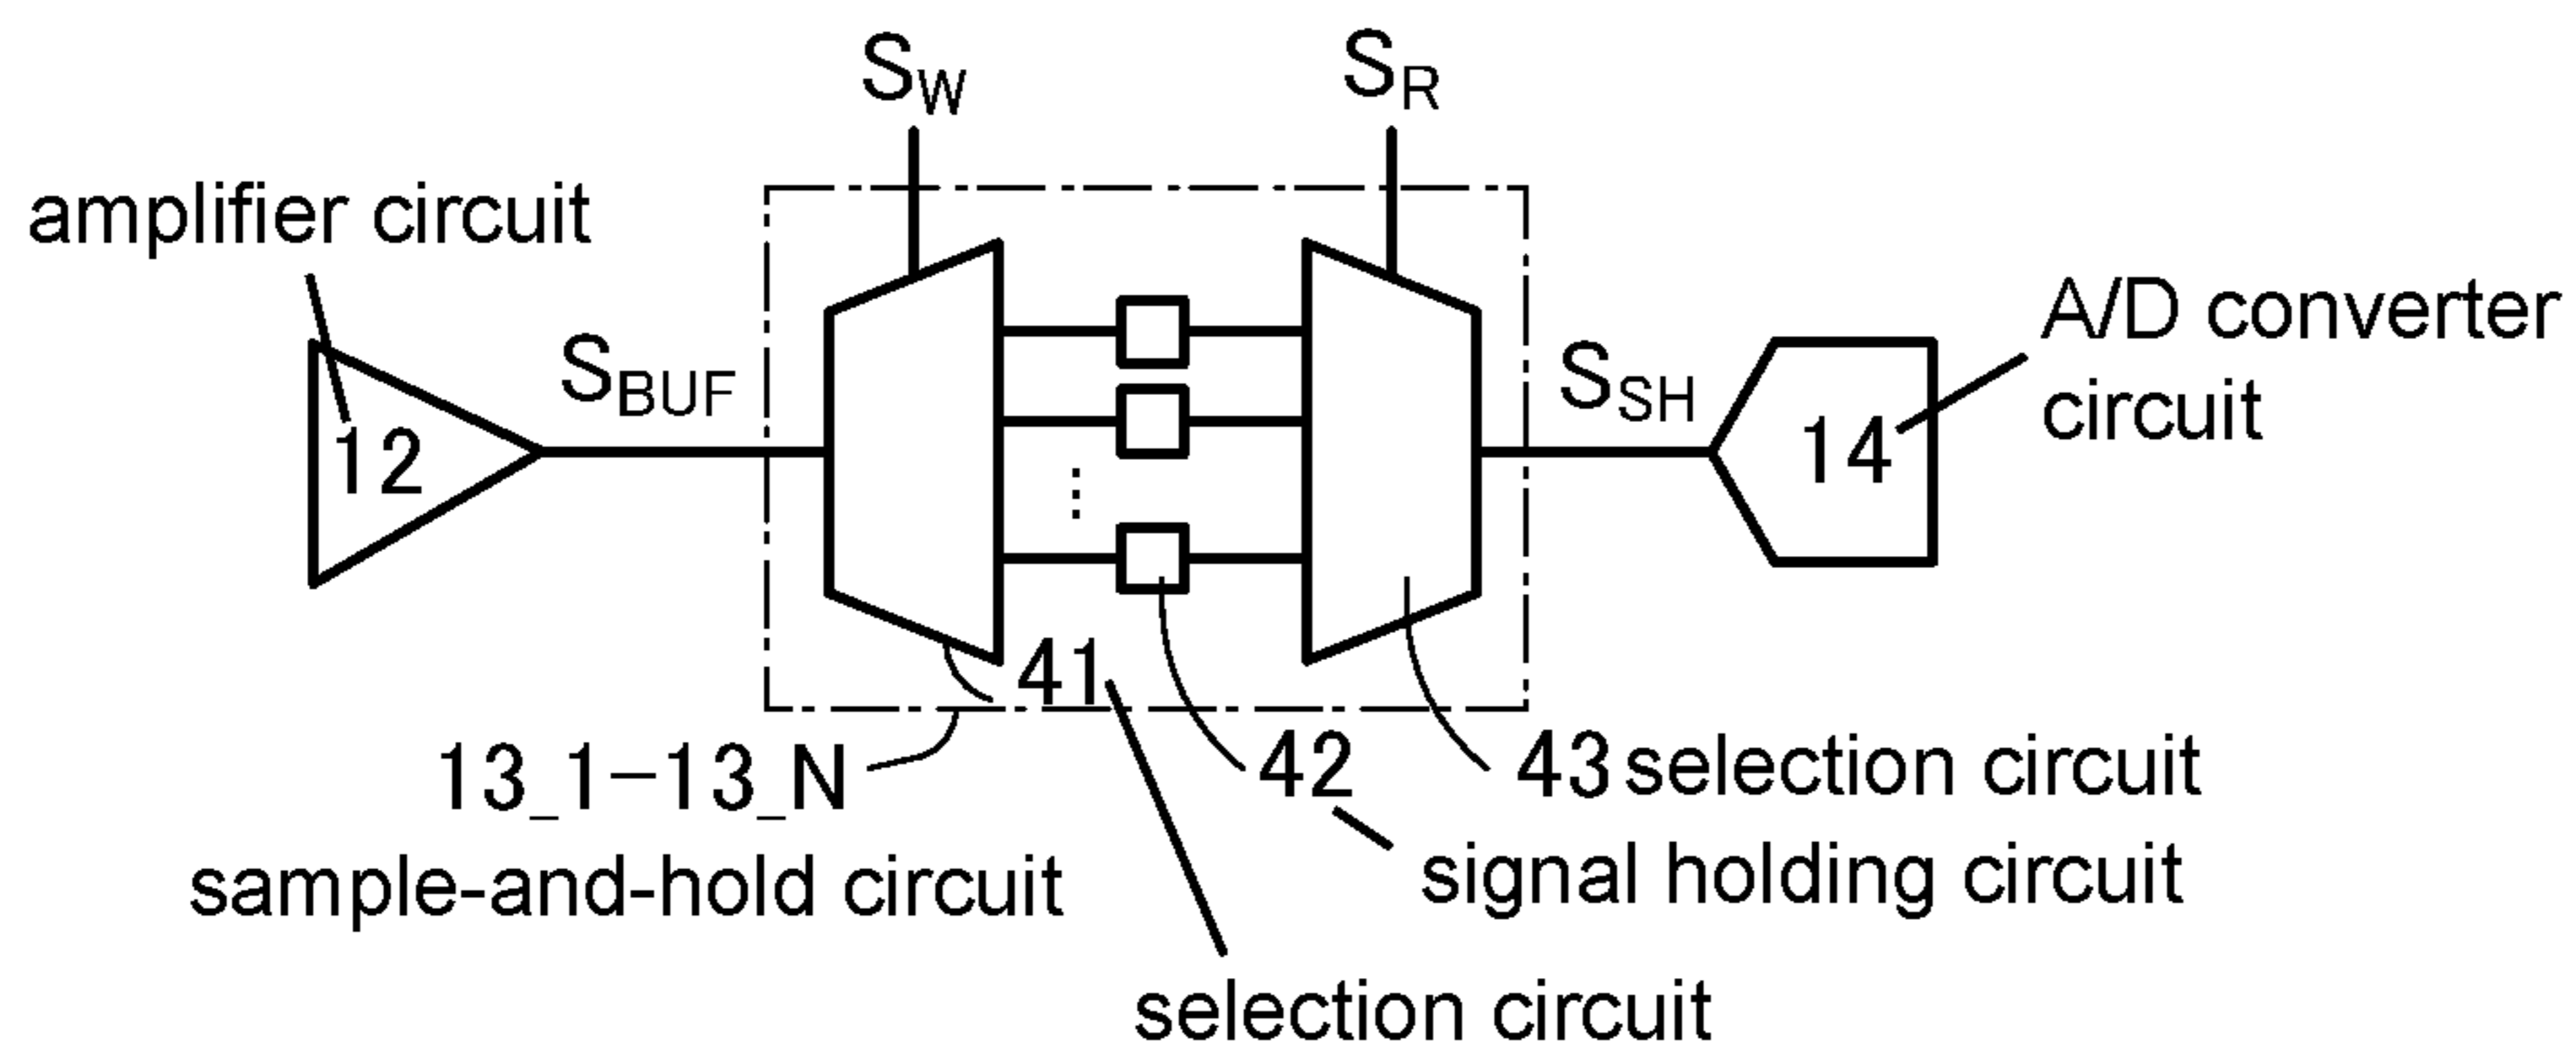 SW
SR
amplifier circuit
A/D converter
circuit
SBUF
SSH
12
14
41
13_1−13_N
42
43 selection circuit
sample-and-hold circuit
signal holding circuit
selection circuit